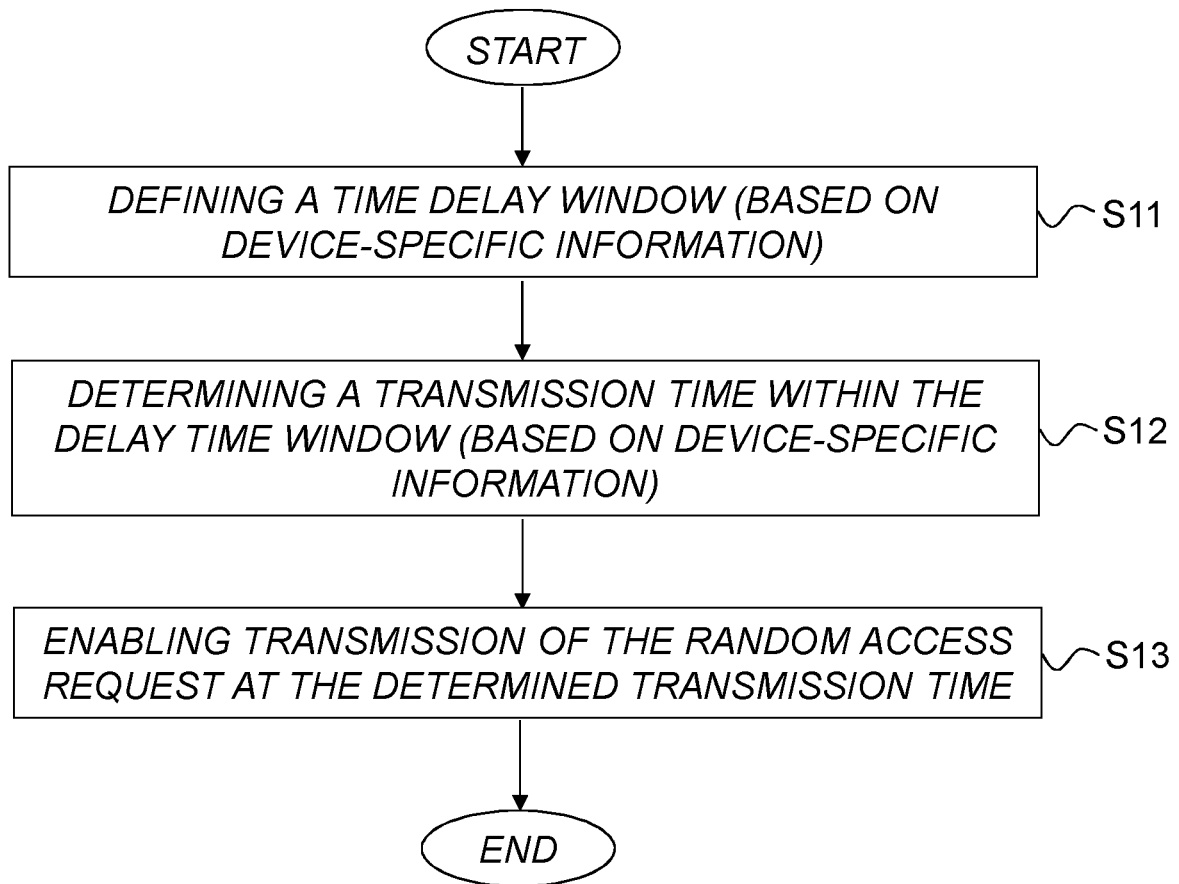 START
DEFINING A TIME DELAY WINDOW (BASED ON
DEVICE-SPECIFIC INFORMATION)
S11
DETERMINING A TRANSMISSION TIME WITHIN THE
DELAY TIME WINDOW (BASED ON DEVICE-SPECIFIC
INFORMATION)
S12
ENABLING TRANSMISSION OF THE RANDOM ACCESS
REQUEST AT THE DETERMINED TRANSMISSION TIME
S13
END